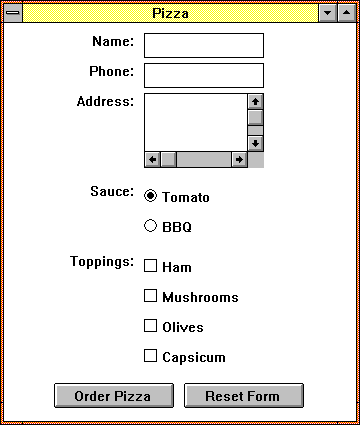 Pizza
Name:
Phone:
Address:
Sauce: Tomato
BBQ
Toppings: Ham
Mushrooms
Olives
Capsicum
Order Pizza Reset Form